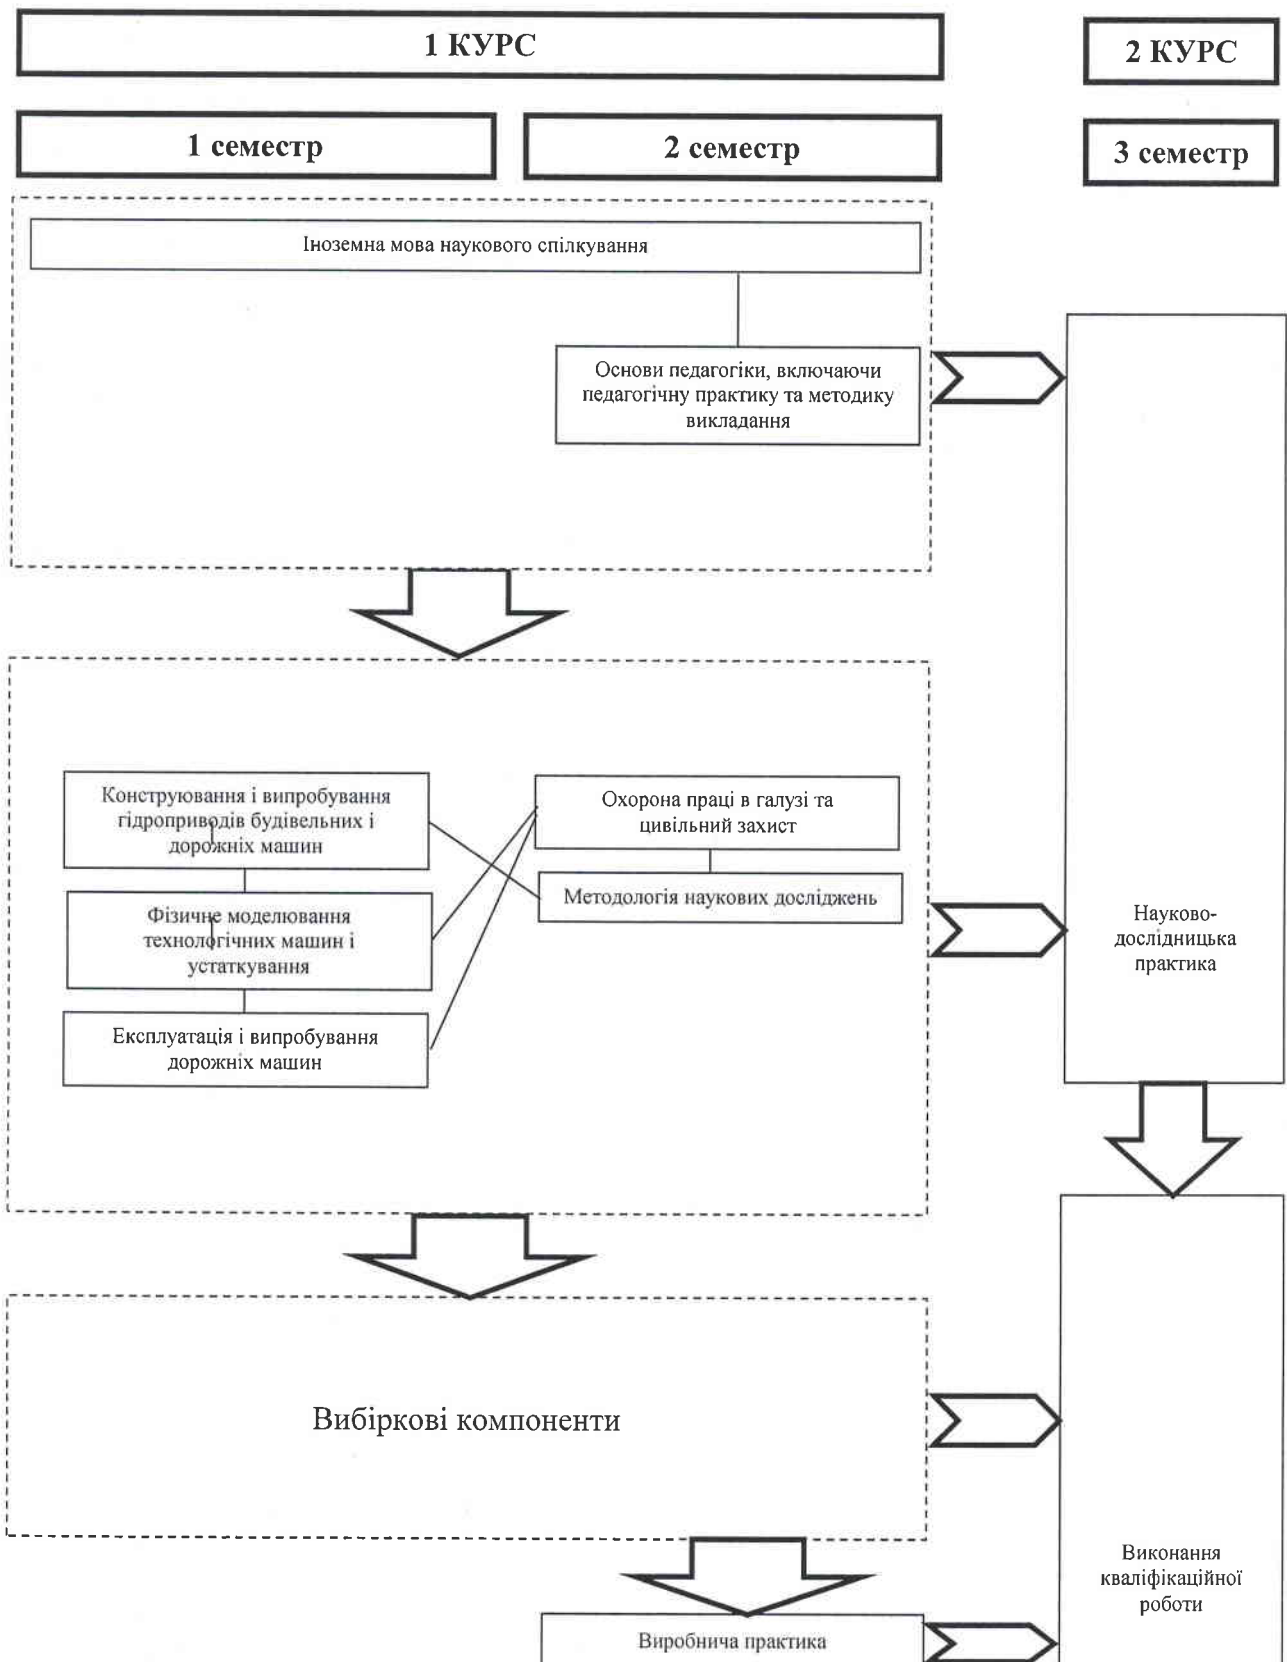 1 КУРС
2 КУРС
1 семестр
2 семестр
3 семестр
Іноземна мова наукового спілкування
Основи педагогіки, включаючи
педагогічну практику та методику
викладання
Конструювання і випробування
гідроприводів будівельних і
дорожніх машин
Охорона праці в галузі та
цивільний захист
Фізичне моделювання
технологічних машин і
устаткування
Методологія наукових досліджень
Експлуатація і випробування
дорожніх машин
Науково-
дослідницька
практика
Вибіркові компоненти
Виконання
кваліфікаційної
роботи
Виробнича практика